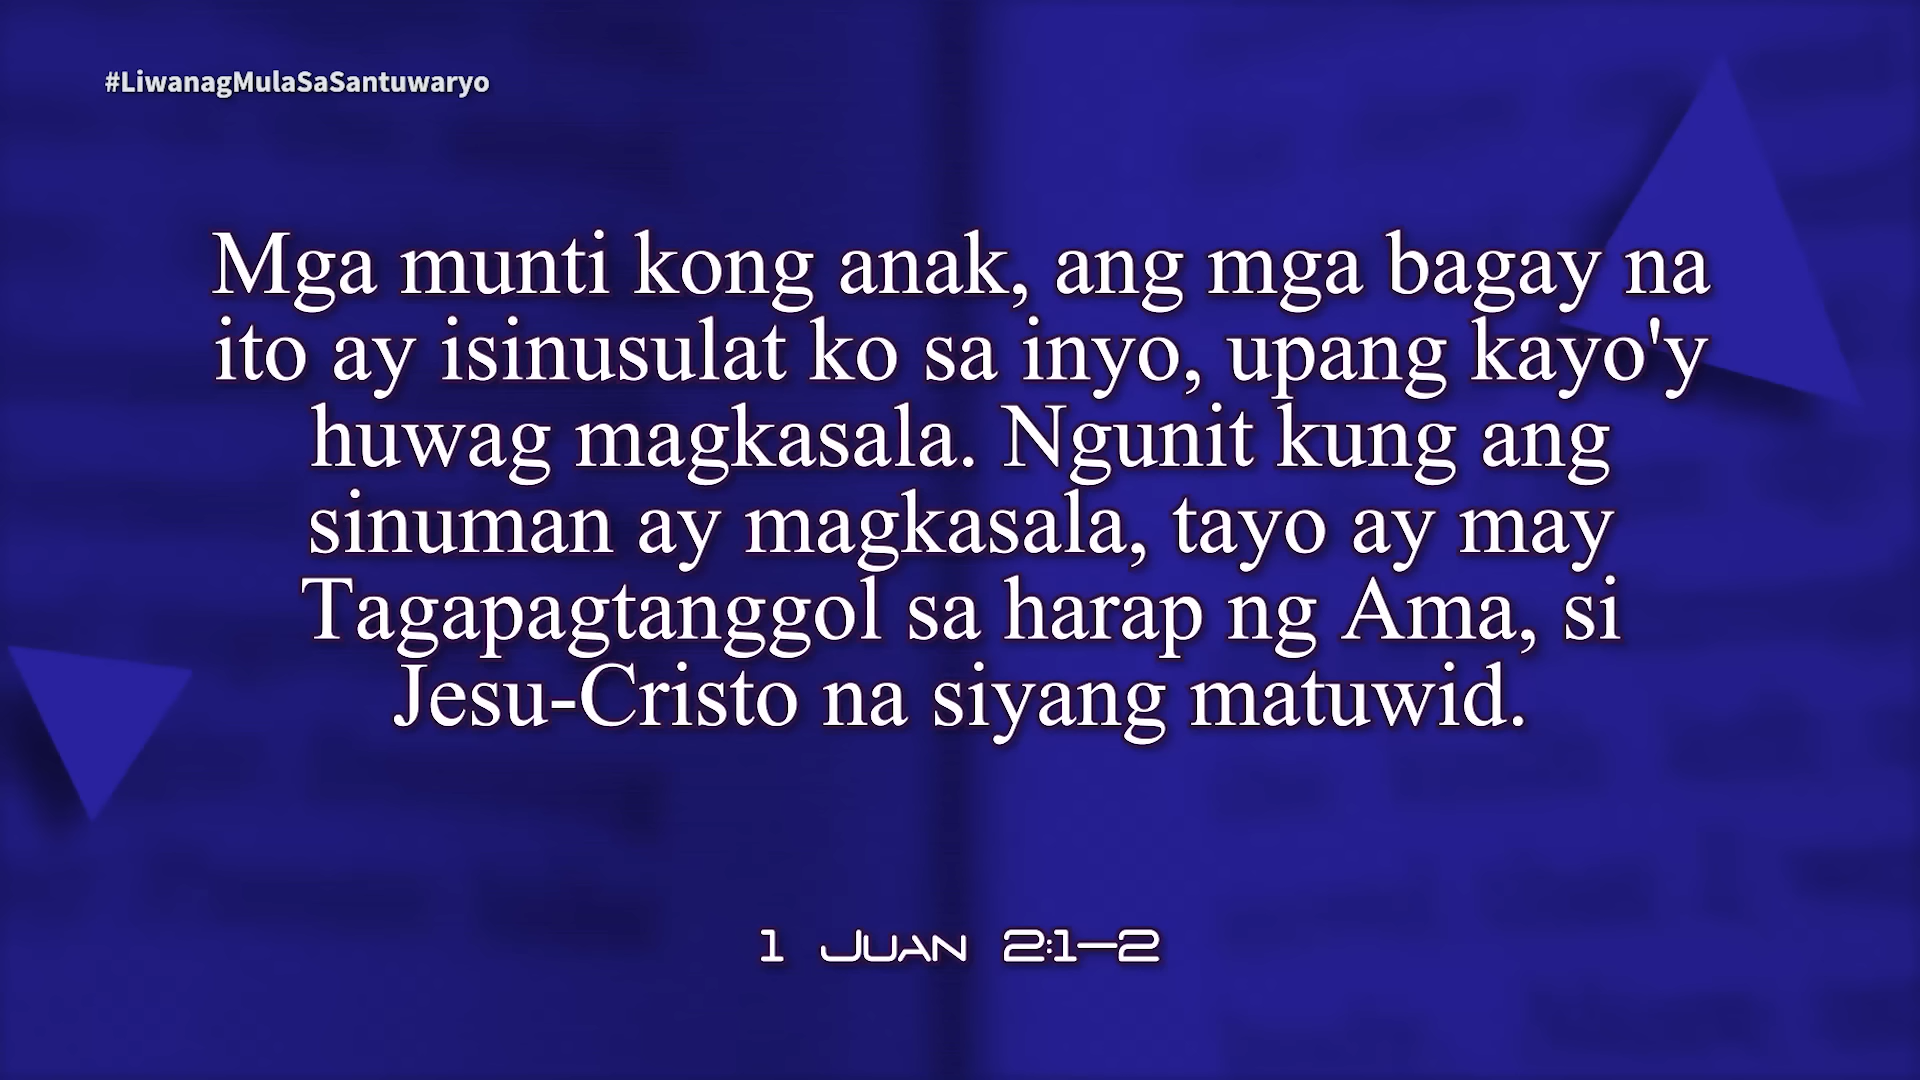 #LiwanagMulaSaSantuwaryo
Mga munti kong anak, ang mga bagay na
ito ay isinusulat ko sa inyo, upang kayo'y
huwag magkasala. Ngunit kung ang
sinuman ay magkasala, tayo ay may
Tagapagtanggol sa harap ng Ama, si
Jesu-Cristo na siyang matuwid.
1 Juan 2:1–2